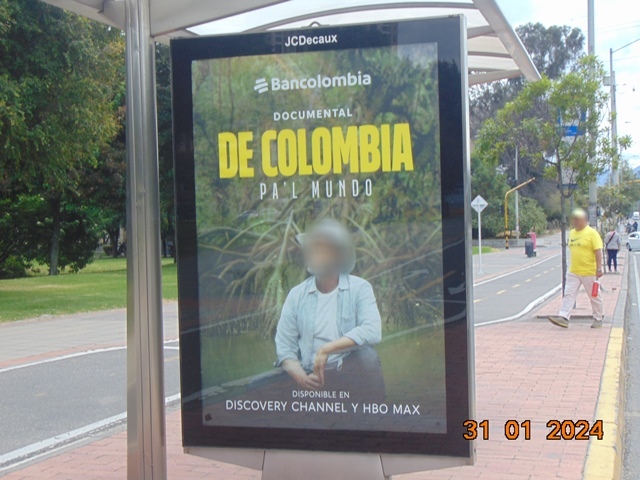 JCDecaux
Bancolombia
DOCUMENTAL
DE COLOMBIA
PA'L MUNDO
DISPONIBLE EN
DISCOVERY CHANNEL Y HBO MAX
31 01 2024